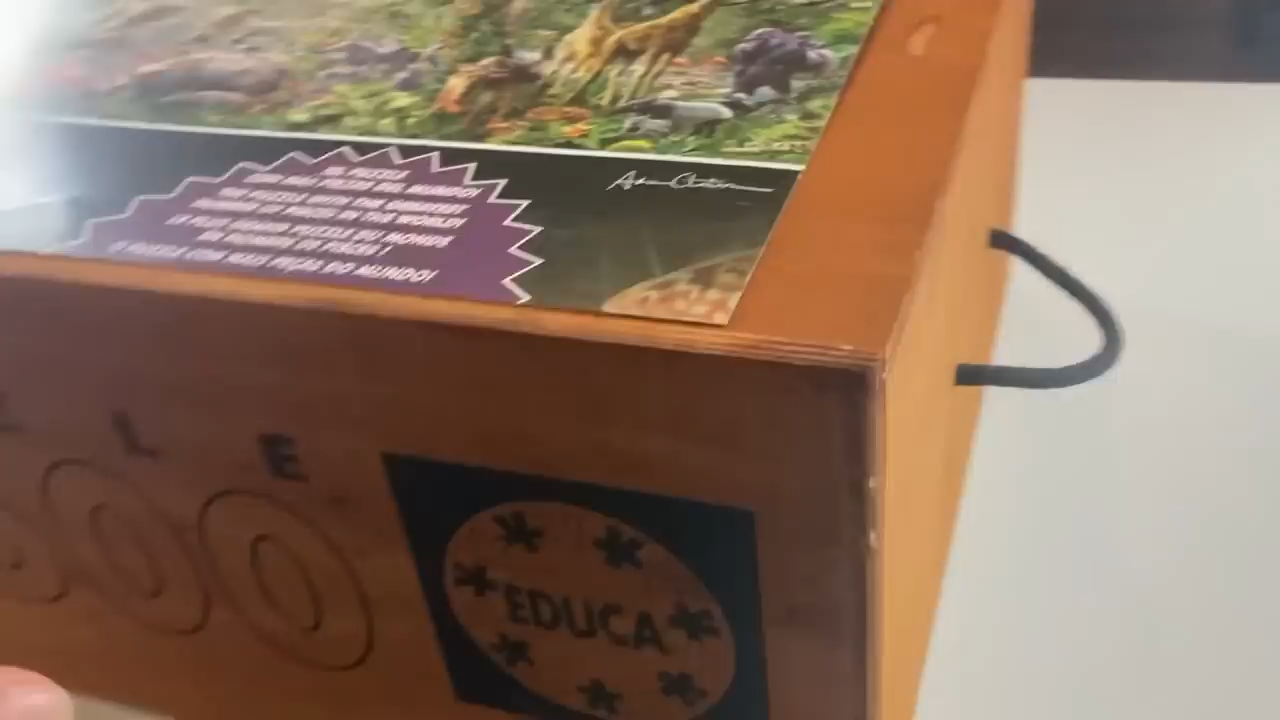 EL PUZZLE
CON MÁS PIEZAS DEL MUNDO!
THE PUZZLE WITH THE GREATEST
NUMBER OF PIECES IN THE WORLD!
LE PLUS GRAND PUZZLE DU MONDE
EN NOMBRE DE PIÈCES!
O PUZZLE COM MAIS PEÇAS DO MUNDO!
L E
000
EDUCA